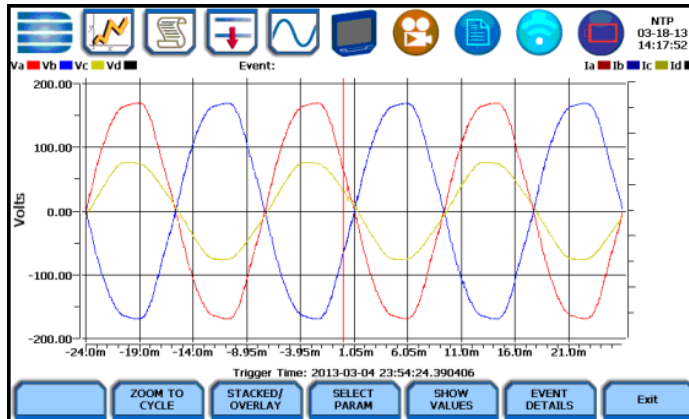 NTP
03-18-13
14:17:52
Va Vb Vc Vd Event: Ia Ib Ic Id
200.00
100.00
0.00
-100.00
-200.00
Volts
-24.0m -19.0m -14.0m -8.95m -3.95m 1.05m 6.05m 11.0m 16.0m 21.0m
Trigger Time: 2013-03-04 23:54:24.390406
ZOOM TO CYCLE
STACKED/ OVERLAY
SELECT PARAM
SHOW VALUES
EVENT DETAILS
Exit